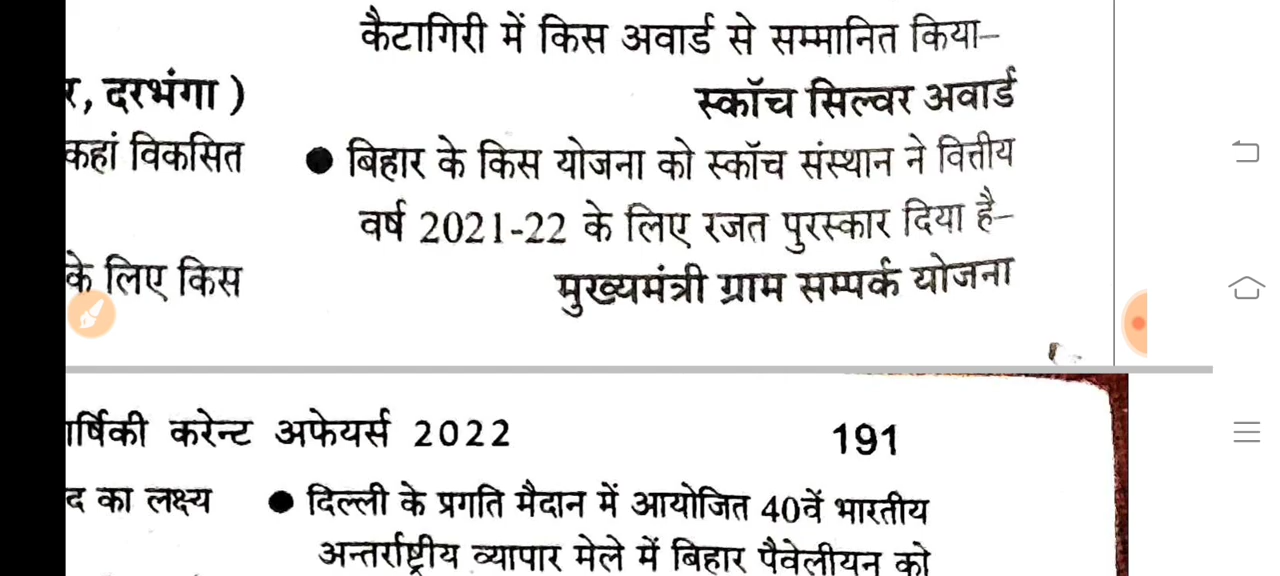 कैटागिरी में किस अवार्ड से सम्मानित किया–
स्कॉच सिल्वर अवार्ड
र, दरभंगा )
कहां विकसित
● बिहार के किस योजना को स्कॉच संस्थान ने वितीय
वर्ष 2021-22 के लिए रजत पुरस्कार दिया है–
मुख्यमंत्री ग्राम सम्पर्क योजना
के लिए किस
र्षिकी करेन्ट अफेयर्स 2022 191
द का लक्ष्य
● दिल्ली के प्रगति मैदान में आयोजित 40वें भारतीय
अन्तर्राष्ट्रीय व्यापार मेले में बिहार पैवेलीयन को